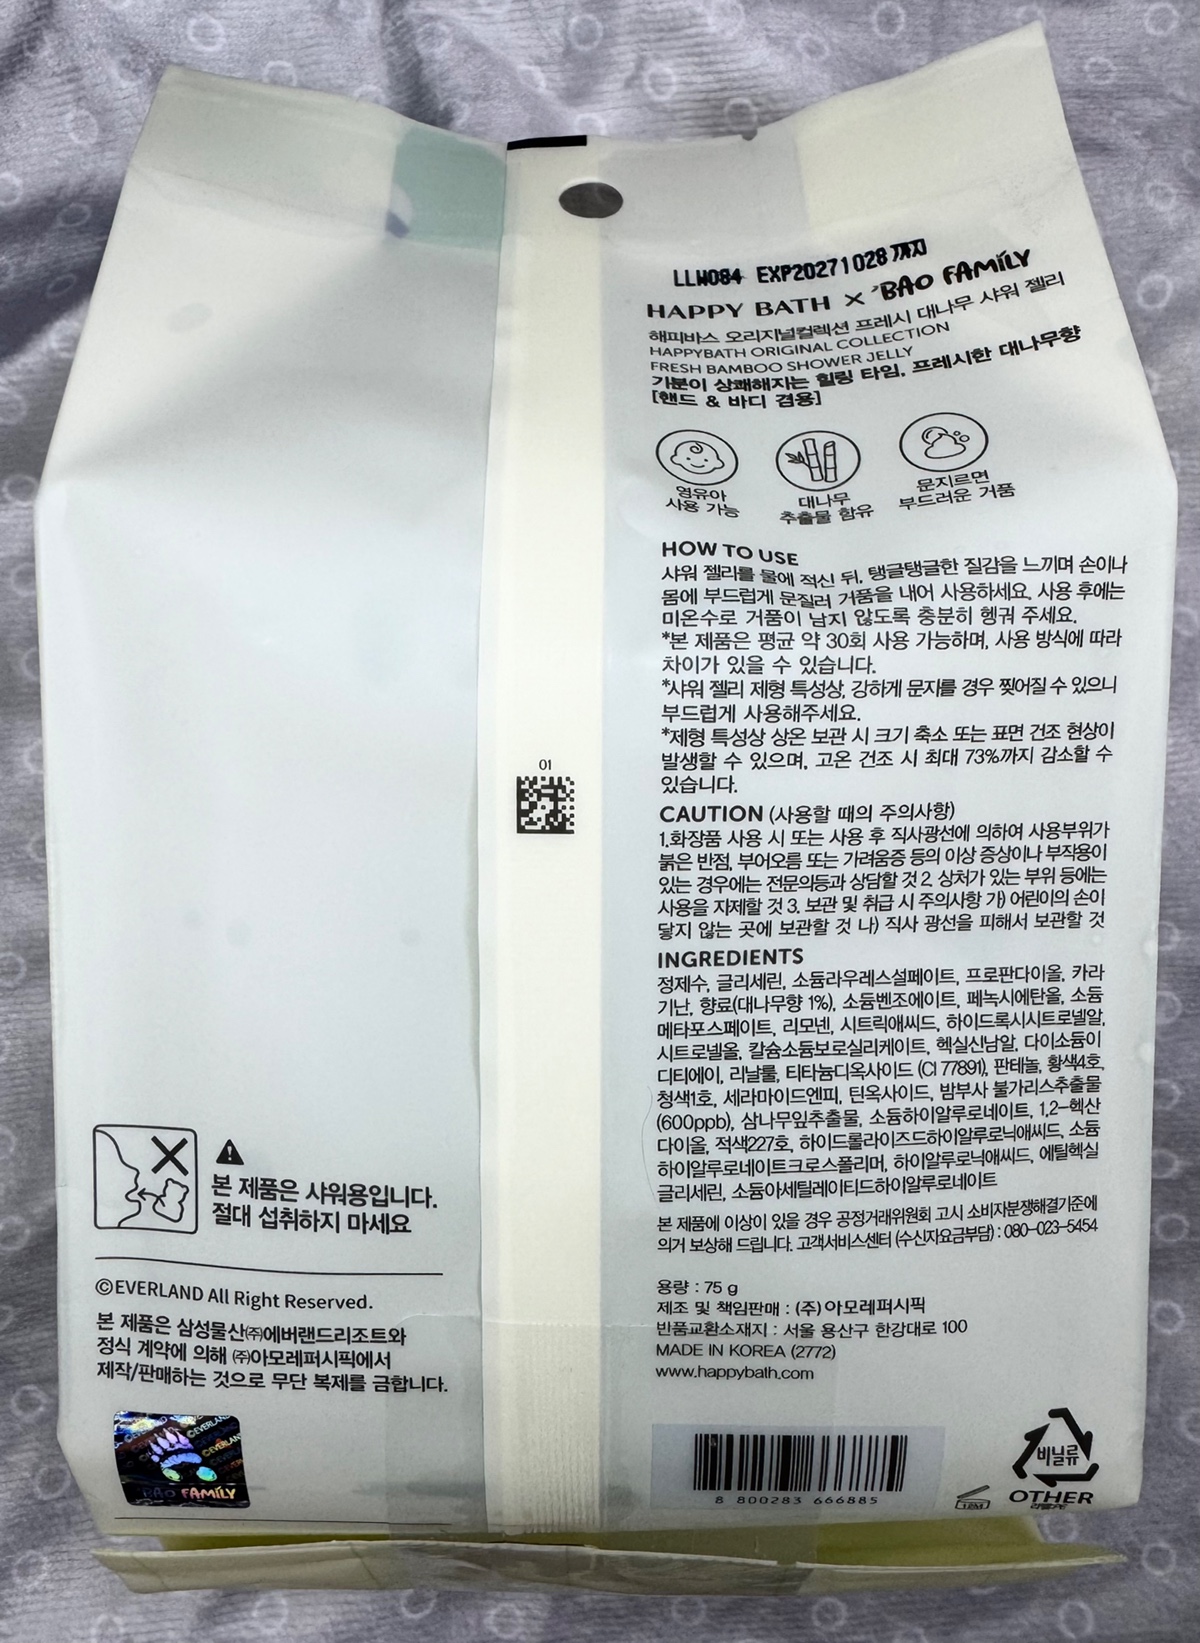 LLW084 EXP20271028 까지
HAPPY BATH × BAO FAMILY
해피바스 오리지널컬렉션 프레시 대나무 샤워 젤리
HAPPYBATH ORIGINAL COLLECTION
FRESH BAMBOO SHOWER JELLY
기분이 상쾌해지는 힐링 타임, 프레시한 대나무향
[핸드 & 바디 겸용]
영유아
사용 가능
대나무
추출물 함유
문지르면
부드러운 거품
HOW TO USE
샤워 젤리를 물에 적신 뒤, 탱글탱글한 질감을 느끼며 손이나
몸에 부드럽게 문질러 거품을 내어 사용하세요. 사용 후에는
미온수로 거품이 남지 않도록 충분히 헹궈 주세요.
*본 제품은 평균 약 30회 사용 가능하며, 사용 방식에 따라
차이가 있을 수 있습니다.
*샤워 젤리 제형 특성상, 강하게 문지를 경우 찢어질 수 있으니
부드럽게 사용해주세요.
*제형 특성상 상온 보관 시 크기 축소 또는 표면 건조 현상이
발생할 수 있으며, 고온 건조 시 최대 73%까지 감소할 수
있습니다.
CAUTION (사용할 때의 주의사항)
1.화장품 사용 시 또는 사용 후 직사광선에 의하여 사용부위가
붉은 반점, 부어오름 또는 가려움증 등의 이상 증상이나 부작용이
있는 경우에는 전문의등과 상담할 것 2. 상처가 있는 부위 등에는
사용을 자제할 것 3. 보관 및 취급 시 주의사항 가) 어린이의 손이
닿지 않는 곳에 보관할 것 나) 직사 광선을 피해서 보관할 것
INGREDIENTS
정제수, 글리세린, 소듐라우레스설페이트, 프로판다이올, 카라
기난, 향료(대나무향 1%), 소듐벤조에이트, 페녹시에탄올, 소듐
메타포스페이트, 리모넨, 시트릭애씨드, 하이드록시시트로넬알,
시트로넬올, 칼슘소듐보로실리케이트, 헥실신남알, 다이소듐이
디티에이, 리날룰, 티타늄디옥사이드 (CI 77891), 판테놀, 황색4호,
청색1호, 세라마이드엔피, 틴옥사이드, 밤부사 불가리스추출물
(600ppb), 삼나무잎추출물, 소듐하이알루로네이트, 1,2-헥산
다이올, 적색227호, 하이드롤라이즈드하이알루로닉애씨드, 소듐
하이알루로네이트크로스폴리머, 하이알루로닉애씨드, 에틸헥실
글리세린, 소듐아세틸레이티드하이알루로네이트
본 제품에 이상이 있을 경우 공정거래위원회 고시 소비자분쟁해결기준에
의거 보상해 드립니다. 고객서비스센터 (수신자요금부담) : 080-023-5454
용량 : 75 g
제조 및 책임판매 : (주)아모레퍼시픽
반품교환소재지 : 서울 용산구 한강대로 100
MADE IN KOREA (2772)
www.happybath.com
8 800283 666885
12M
비닐류
OTHER
01
본 제품은 샤워용입니다.
절대 섭취하지 마세요
©EVERLAND All Right Reserved.
본 제품은 삼성물산㈜에버랜드리조트와
정식 계약에 의해 ㈜아모레퍼시픽에서
제작/판매하는 것으로 무단 복제를 금합니다.
©EVERLAND
BAO FAMILY